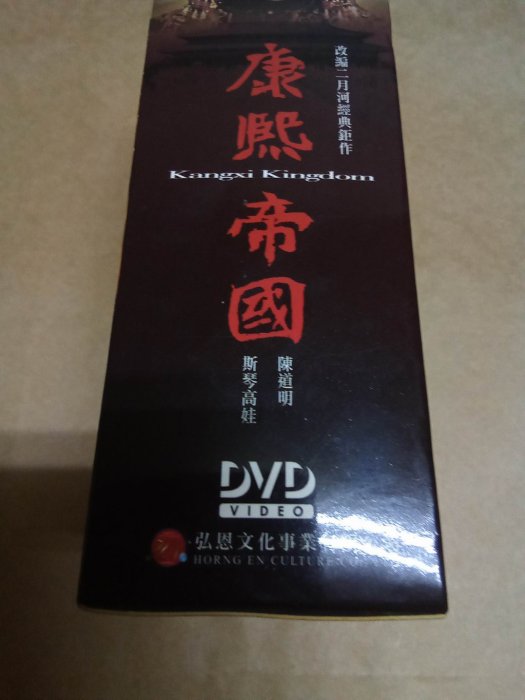 改編二月河經典鉅作
康熙
Kangxi Kingdom
帝國
陳道明
斯琴高娃
DVD
VIDEO
弘恩文化事業
HORNG EN CULTURE CO